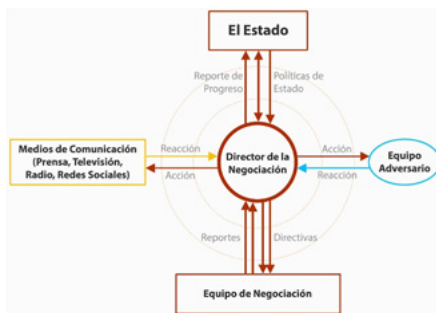 El Estado
Reporte de
Progreso
Políticas de
Estado
Medios de Comunicación
(Prensa, Televisión,
Radio, Redes Sociales)
Reacción
Acción
Director de la
Negociación
Acción
Reacción
Equipo
Adversario
Reportes
Directivas
Equipo de Negociación